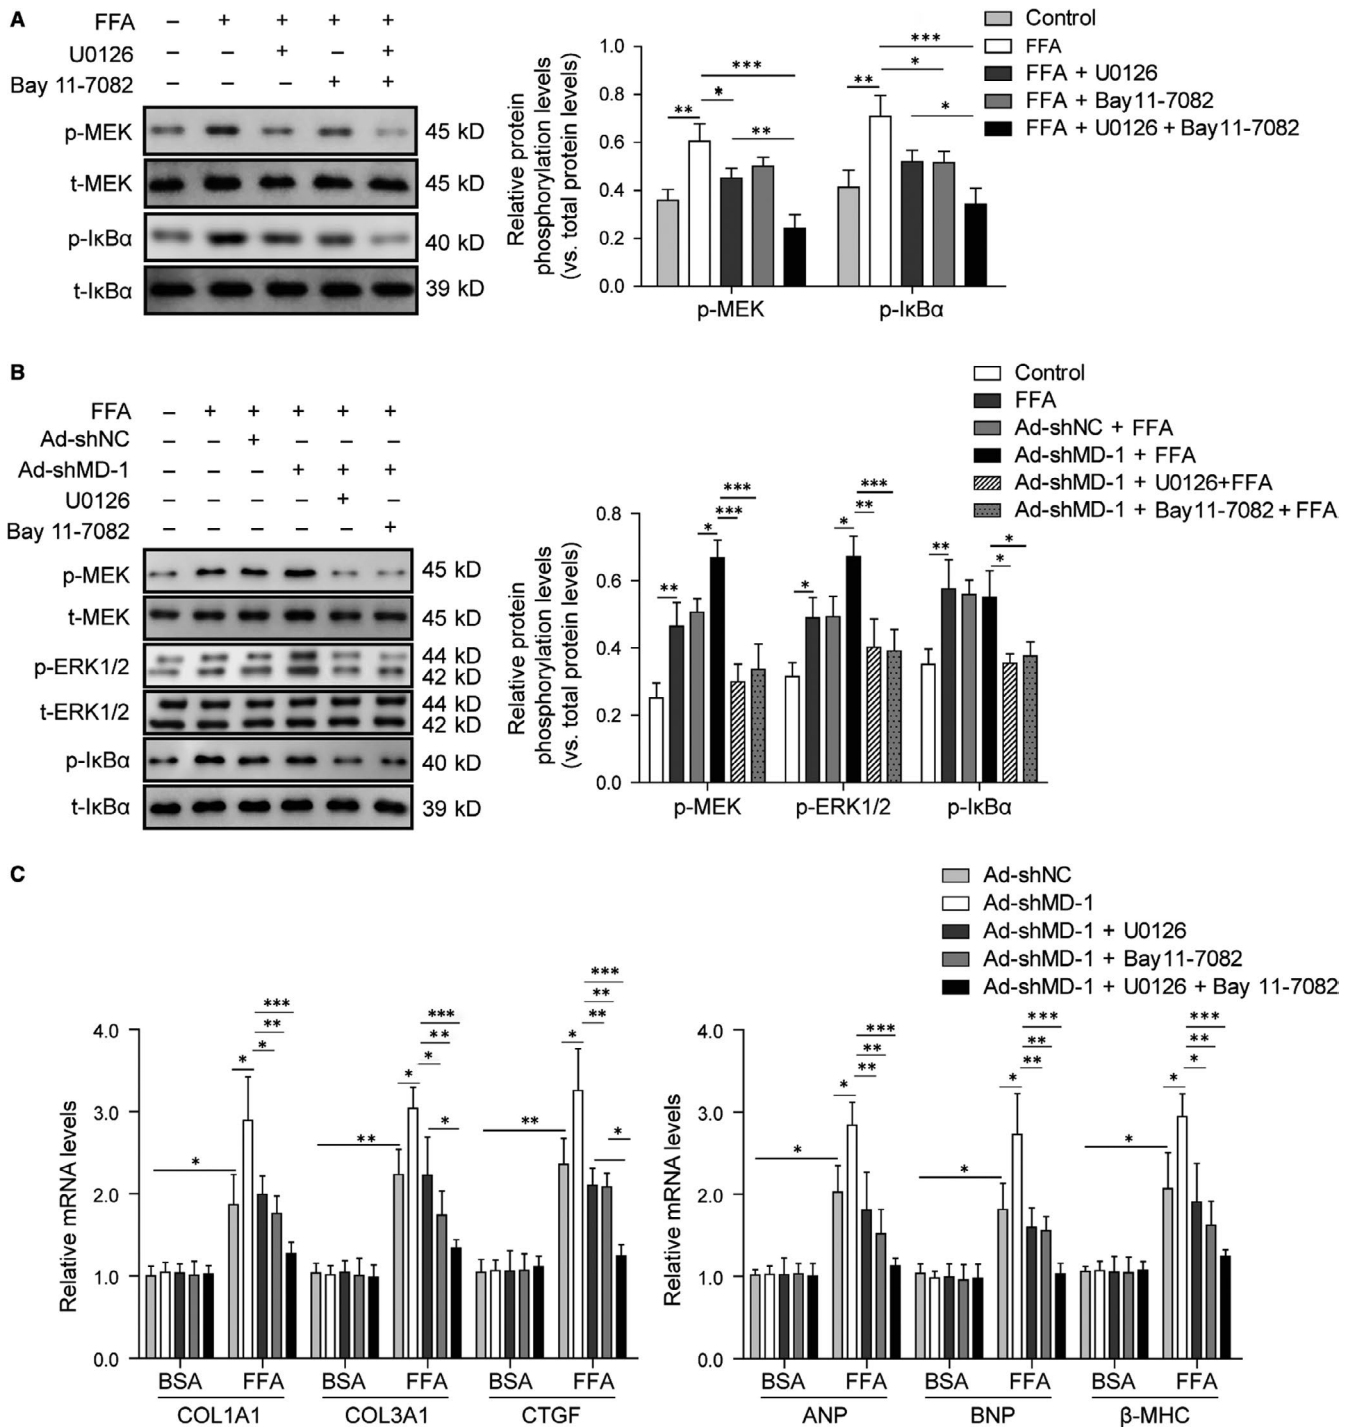 A
FFA – + + + +
U0126 – – + – +
Bay 11-7082 – – – + +
p-MEK 45 kD
t-MEK 45 kD
p-IκBα 40 kD
t-IκBα 39 kD
Control
FFA
FFA + U0126
FFA + Bay11-7082
FFA + U0126 + Bay11-7082
Relative protein
phosphorylation levels
(vs. total protein levels)
1.0
0.8
0.6
0.4
0.2
0.0
***
*
**
**
***
*
**
*
p-MEK p-IκBα
B
FFA – + + + + +
Ad-shNC – – + – – –
Ad-shMD-1 – – – + + +
U0126 – – – – + –
Bay 11-7082 – – – – – +
p-MEK 45 kD
t-MEK 45 kD
p-ERK1/2 44 kD
42 kD
t-ERK1/2 44 kD
42 kD
p-IκBα 40 kD
t-IκBα 39 kD
Control
FFA
Ad-shNC + FFA
Ad-shMD-1 + FFA
Ad-shMD-1 + U0126+FFA
Ad-shMD-1 + Bay11-7082 + FFA
Relative protein
phosphorylation levels
(vs. total protein levels)
0.8
0.6
0.4
0.2
0.0
***
***
*
**
***
**
*
*
**
*
*
p-MEK p-ERK1/2 p-IκBα
C
Ad-shNC
Ad-shMD-1
Ad-shMD-1 + U0126
Ad-shMD-1 + Bay11-7082
Ad-shMD-1 + U0126 + Bay 11-7082
Relative mRNA levels
4.0
3.0
2.0
1.0
0.0
***
**
*
*
*
***
**
*
*
**
*
***
**
**
*
**
*
BSA FFA BSA FFA BSA FFA
COL1A1 COL3A1 CTGF
Relative mRNA levels
4.0
3.0
2.0
1.0
0.0
***
**
**
*
*
***
**
**
*
*
***
**
*
*
*
BSA FFA BSA FFA BSA FFA
ANP BNP β-MHC